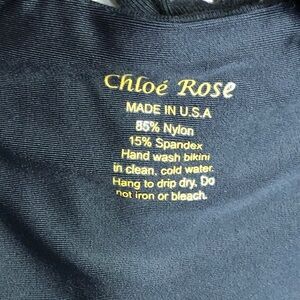 Chloé Rose
MADE IN U.S.A
85% Nylon
15% Spandex
Hand wash bikini
in clean, cold water.
Hang to drip dry. Do
not iron or bleach.